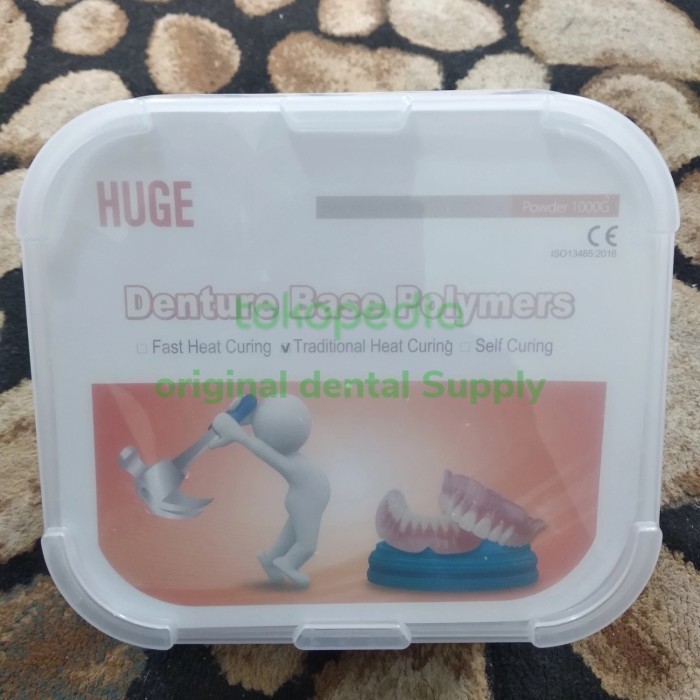 HUGE
Powder 1000G
CE
ISO13485:2016
Denture Base Polymers
tokopedia
Fast Heat Curing Traditional Heat Curing Self Curing
original dental Supply